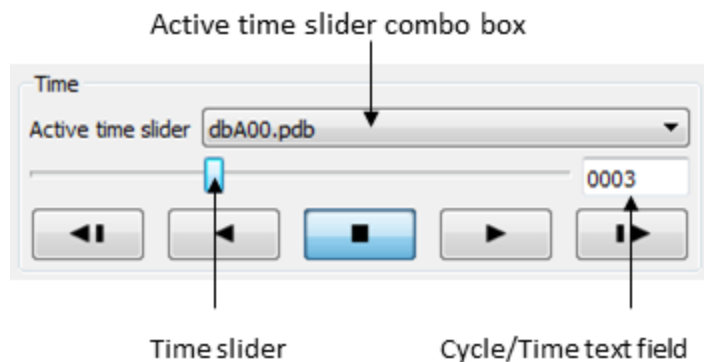 Active time slider combo box
Time
Active time slider dbA00.pdb
0003
Time slider Cycle/Time text field